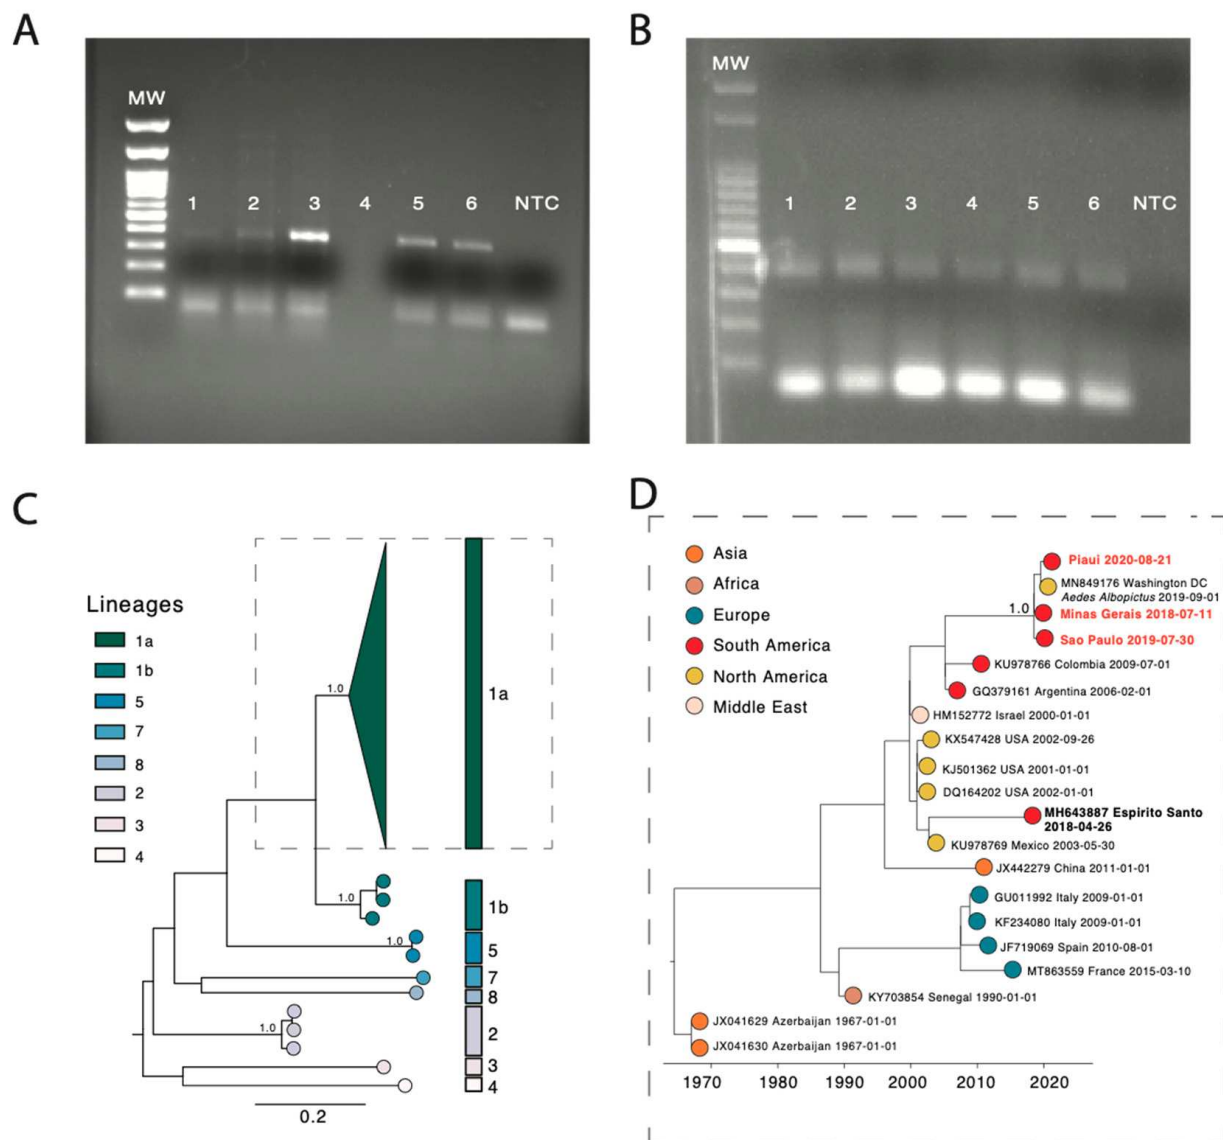 A
MW
1 2 3 4 5 6 NTC
B
MW
1 2 3 4 5 6 NTC
C
Lineages
1a
1b
5
7
8
2
3
4
1.0
1a
1.0
1b
1.0
5
7
8
1.0
2
3
4
0.2
D
Asia
Africa
Europe
South America
North America
Middle East
Piaui 2020-08-21
MN849176 Washington DC
Aedes Albopictus 2019-09-01
1.0
Minas Gerais 2018-07-11
Sao Paulo 2019-07-30
KU978766 Colombia 2009-07-01
GQ379161 Argentina 2006-02-01
HM152772 Israel 2000-01-01
KX547428 USA 2002-09-26
KJ501362 USA 2001-01-01
DQ164202 USA 2002-01-01
MH643887 Espirito Santo
2018-04-26
KU978769 Mexico 2003-05-30
JX442279 China 2011-01-01
GU011992 Italy 2009-01-01
KF234080 Italy 2009-01-01
JF719069 Spain 2010-08-01
MT863559 France 2015-03-10
KY703854 Senegal 1990-01-01
JX041629 Azerbaijan 1967-01-01
JX041630 Azerbaijan 1967-01-01
1970 1980 1990 2000 2010 2020